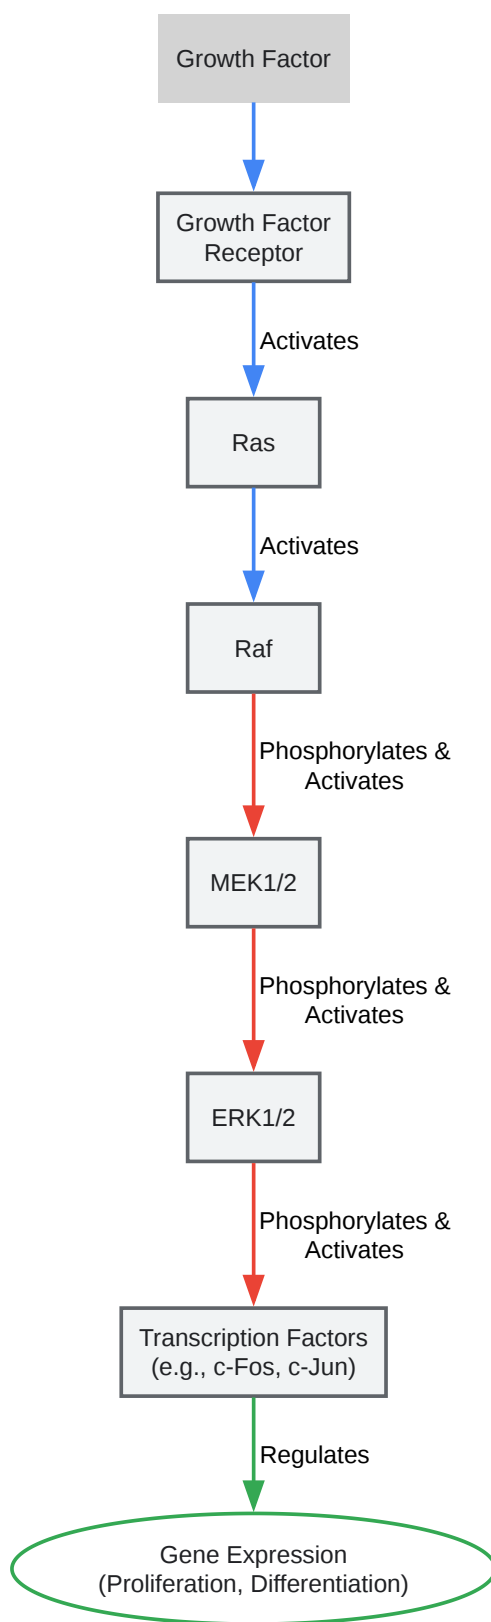 Growth Factor
Growth Factor
Receptor
Activates
Ras
Activates
Raf
Phosphorylates &
Activates
MEK1/2
Phosphorylates &
Activates
ERK1/2
Phosphorylates &
Activates
Transcription Factors
(e.g., c-Fos, c-Jun)
Regulates
Gene Expression
(Proliferation, Differentiation)